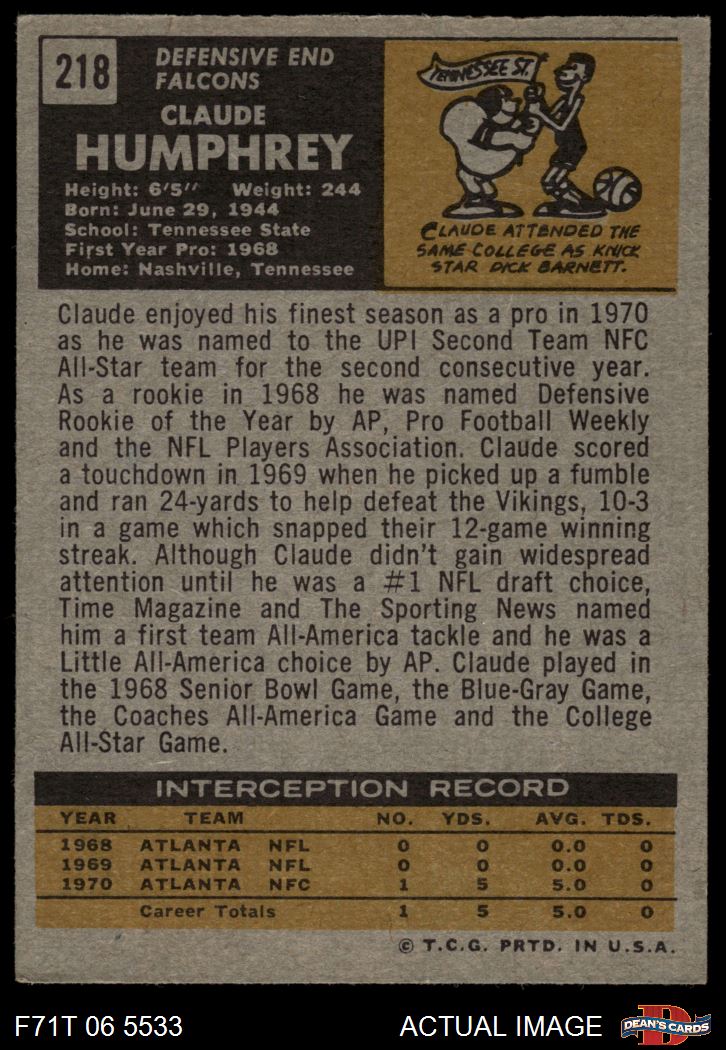 218
DEFENSIVE END
FALCONS
CLAUDE
HUMPHREY
Height: 6'5" Weight: 244
Born: June 29, 1944
School: Tennessee State
First Year Pro: 1968
Home: Nashville, Tennessee
TENNESSEE ST.
CLAUDE ATTENDED THE
SAME COLLEGE AS KNICK
STAR DICK BARNETT.
Claude enjoyed his finest season as a pro in 1970
as he was named to the UPI Second Team NFC
All-Star team for the second consecutive year.
As a rookie in 1968 he was named Defensive
Rookie of the Year by AP, Pro Football Weekly
and the NFL Players Association. Claude scored
a touchdown in 1969 when he picked up a fumble
and ran 24-yards to help defeat the Vikings, 10-3
in a game which snapped their 12-game winning
streak. Although Claude didn't gain widespread
attention until he was a #1 NFL draft choice,
Time Magazine and The Sporting News named
him a first team All-America tackle and he was a
Little All-America choice by AP. Claude played in
the 1968 Senior Bowl Game, the Blue-Gray Game,
the Coaches All-America Game and the College
All-Star Game.
INTERCEPTION RECORD
YEAR TEAM NO. YDS. AVG. TDS.
1968 ATLANTA NFL 0 0 0.0 0
1969 ATLANTA NFL 0 0 0.0 0
1970 ATLANTA NFC 1 5 5.0 0
Career Totals 1 5 5.0 0
© T.C.G. PRTD. IN U.S.A.
F71T 06 5533 ACTUAL IMAGE
D
DEAN'S CARDS